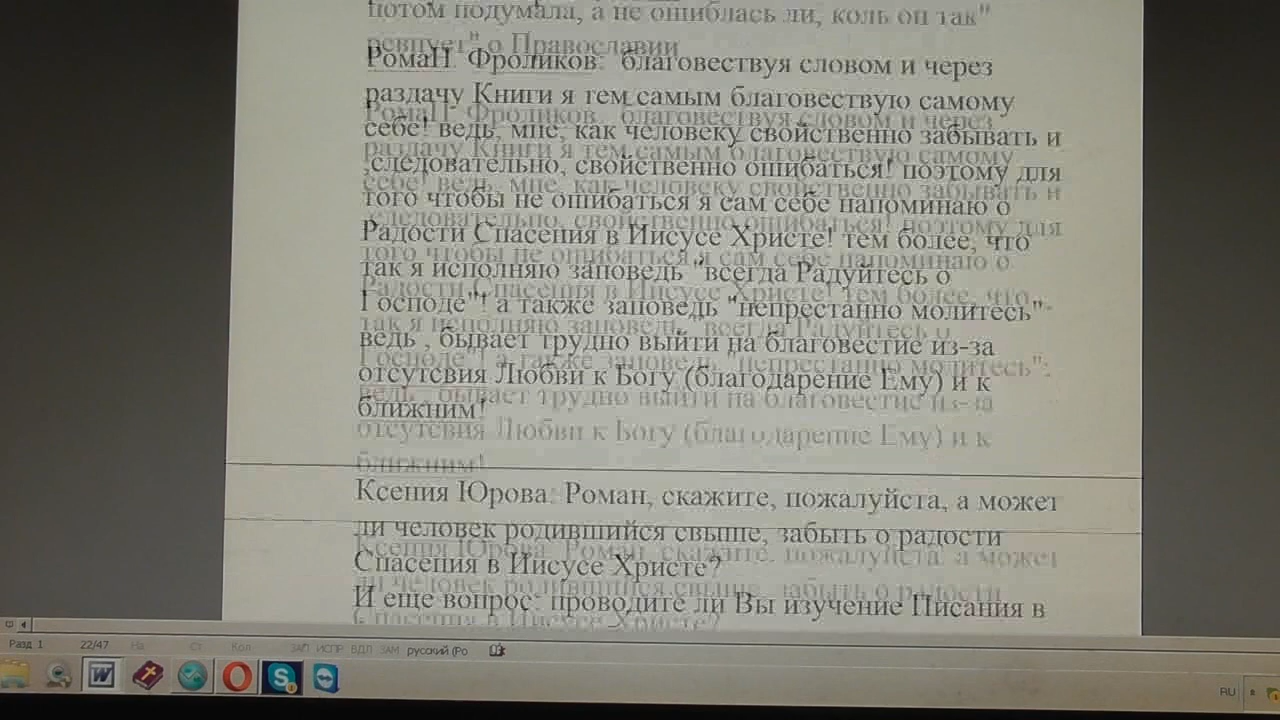 потом подумала, а не ошиблась ли, коль он так"
ревнует" о Православии
РомаН. Фроликов: благовествуя словом и через
раздачу Книги я тем самым благовествую самому
себе! ведь, мне, как человеку свойственно забывать и
,следовательно, свойственно ошибаться! поэтому для
того чтобы не ошибаться я сам себе напоминаю о
Радости Спасения в Иисусе Христе! тем более, что
так я исполняю заповедь "всегда Радуйтесь о
Господе"! а также заповедь "непрестанно молитесь":
ведь , бывает трудно выйти на благовестие из-за
отсутсвия Любви к Богу (благодарение Ему) и к
ближним!
Ксения Юрова: Роман, скажите, пожалуйста, а может
ли человек родившийся свыше, забыть о радости
Спасения в Иисусе Христе?
И еще вопрос: проводите ли Вы изучение Писания в
Разд 1 22/47 На Ст Кол ЗАП ИСПР ВДЛ ЗАМ русский (Ро
RU